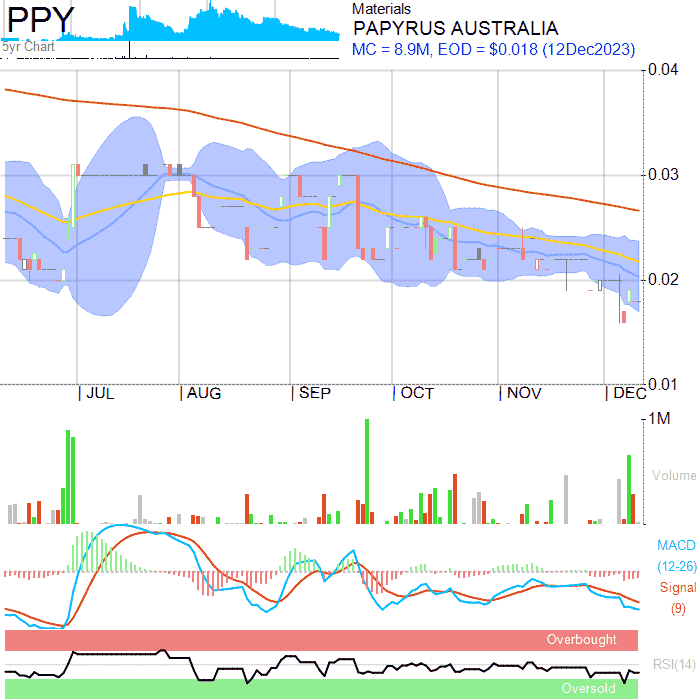 PPY
5yr Chart
Materials
PAPYRUS AUSTRALIA
MC = 8.9M, EOD = $0.018 (12Dec2023)
0.04
0.03
0.02
0.01
JUL
AUG
SEP
OCT
NOV
DEC
1M
Volume
MACD
(12-26)
Signal
(9)
Overbought
RSI(14)
Oversold